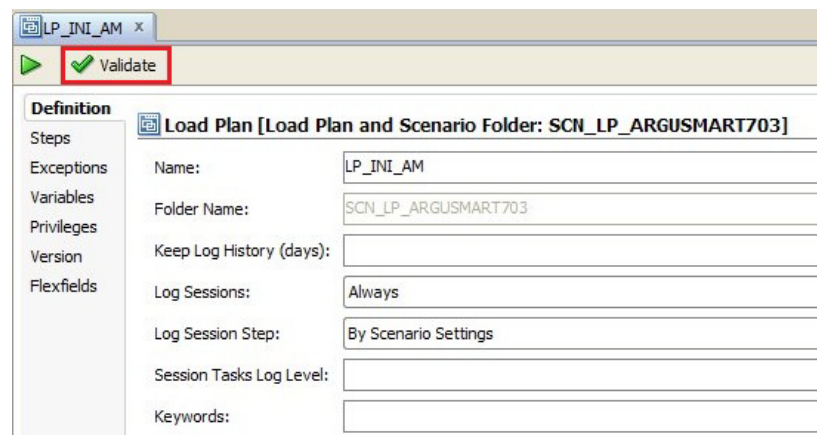 LP_INI_AM x
Validate
Definition
Steps
Exceptions
Variables
Privileges
Version
Flexfields
Load Plan [Load Plan and Scenario Folder: SCN_LP_ARGUSMART703]
Name: LP_INI_AM
Folder Name: SCN_LP_ARGUSMART703
Keep Log History (days):
Log Sessions: Always
Log Session Step: By Scenario Settings
Session Tasks Log Level:
Keywords: